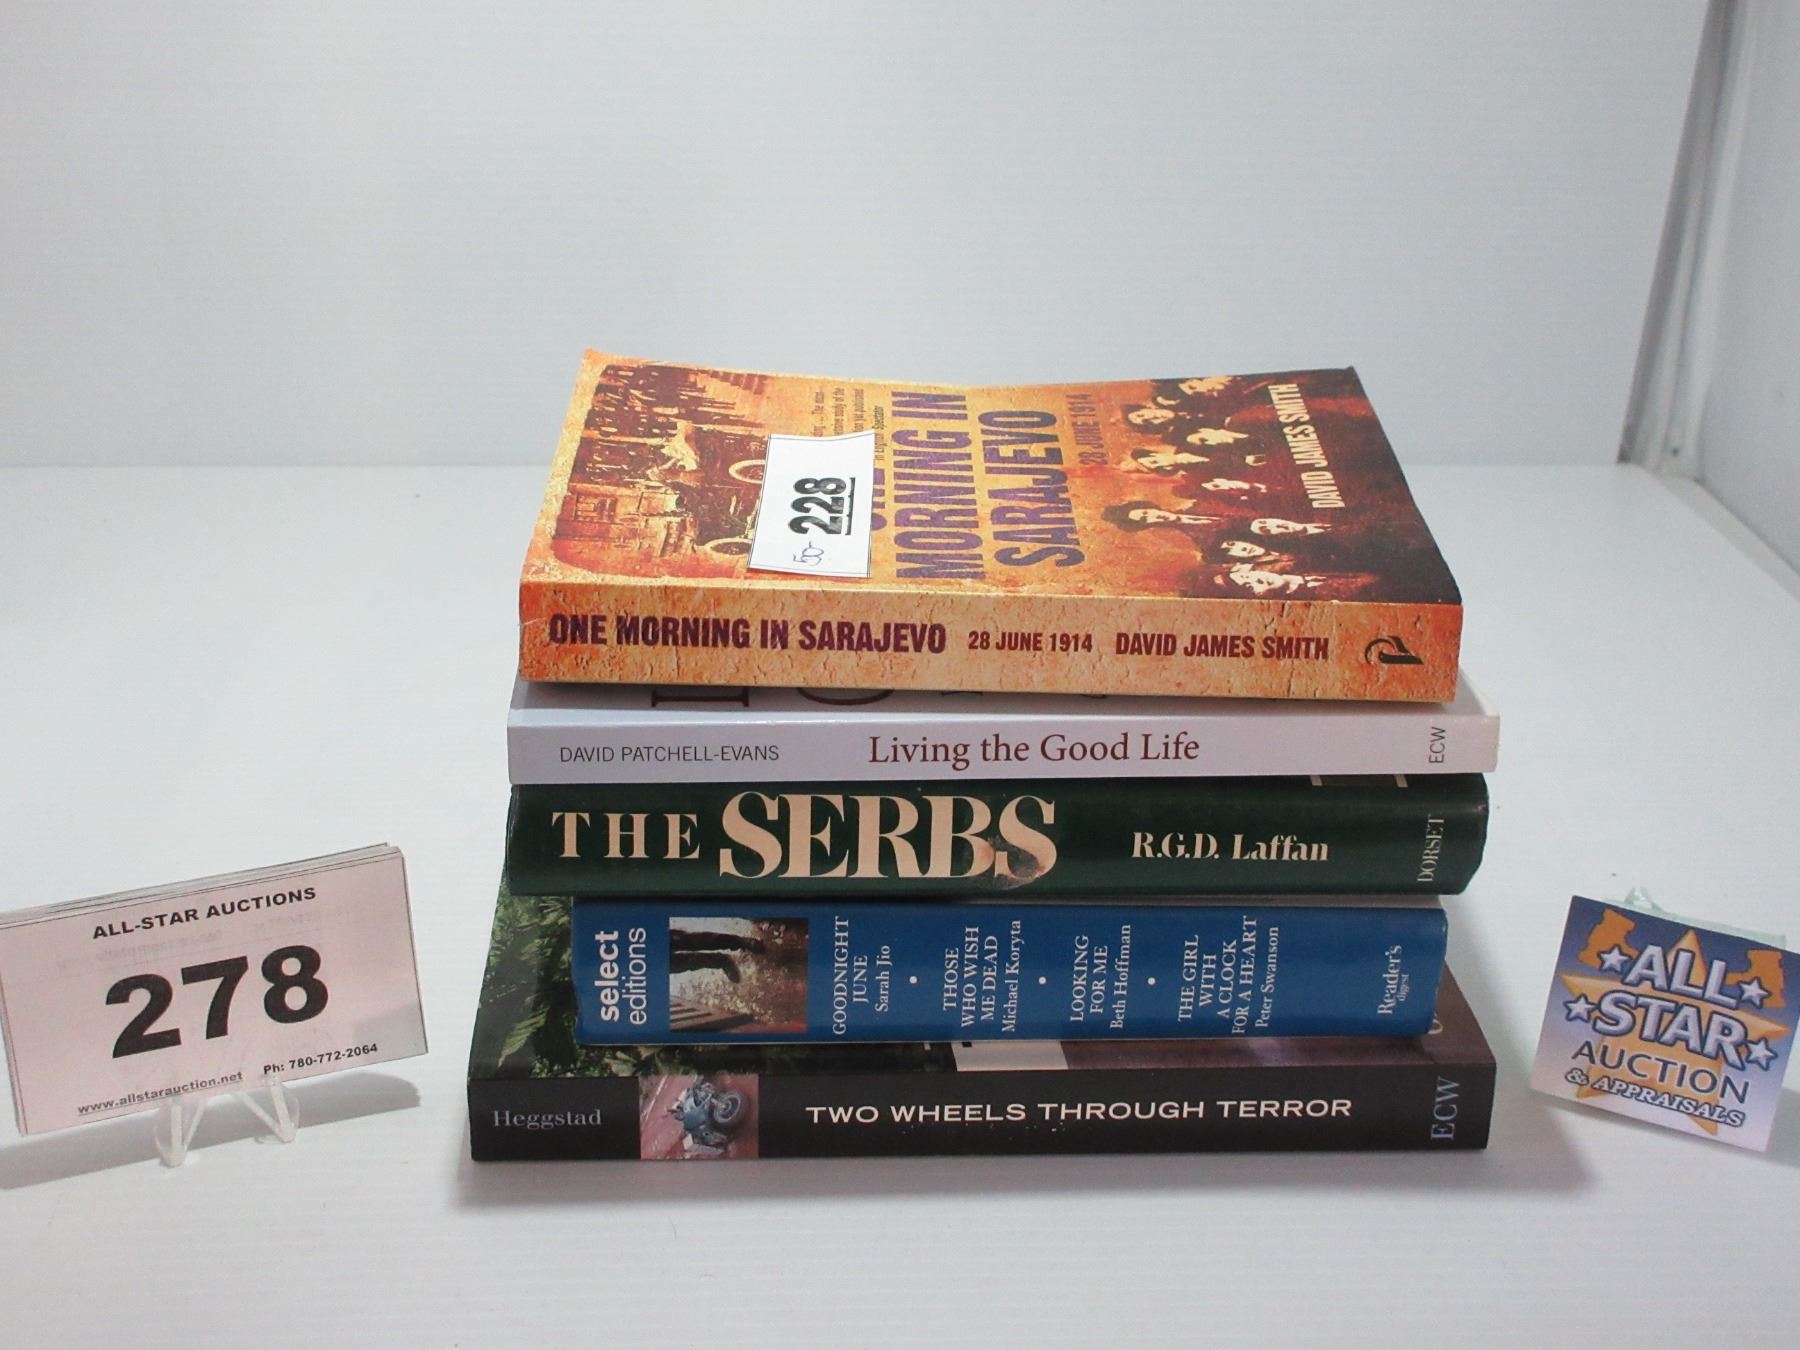 MORNING IN
SARAJEVO
28 JUNE 1914
DAVID JAMES SMITH
50-
228
ONE MORNING IN SARAJEVO 28 JUNE 1914 DAVID JAMES SMITH
DAVID PATCHELL-EVANS Living the Good Life ECW
THE SERBS R.G.D. Laffan DORSET
select
editions
GOODNIGHT
JUNE
Sarah Jio
•
THOSE
WHO WISH
ME DEAD
Michael Koryta
•
LOOKING
FOR ME
Beth Hoffman
•
THE GIRL
WITH
A CLOCK
FOR A HEART
Peter Swanson
Reader's
digest
Heggstad TWO WHEELS THROUGH TERROR ECW
ALL-STAR AUCTIONS
278
www.allstarauction.net Ph: 780-772-2064
ALL
STAR
AUCTION
& APPRAISALS